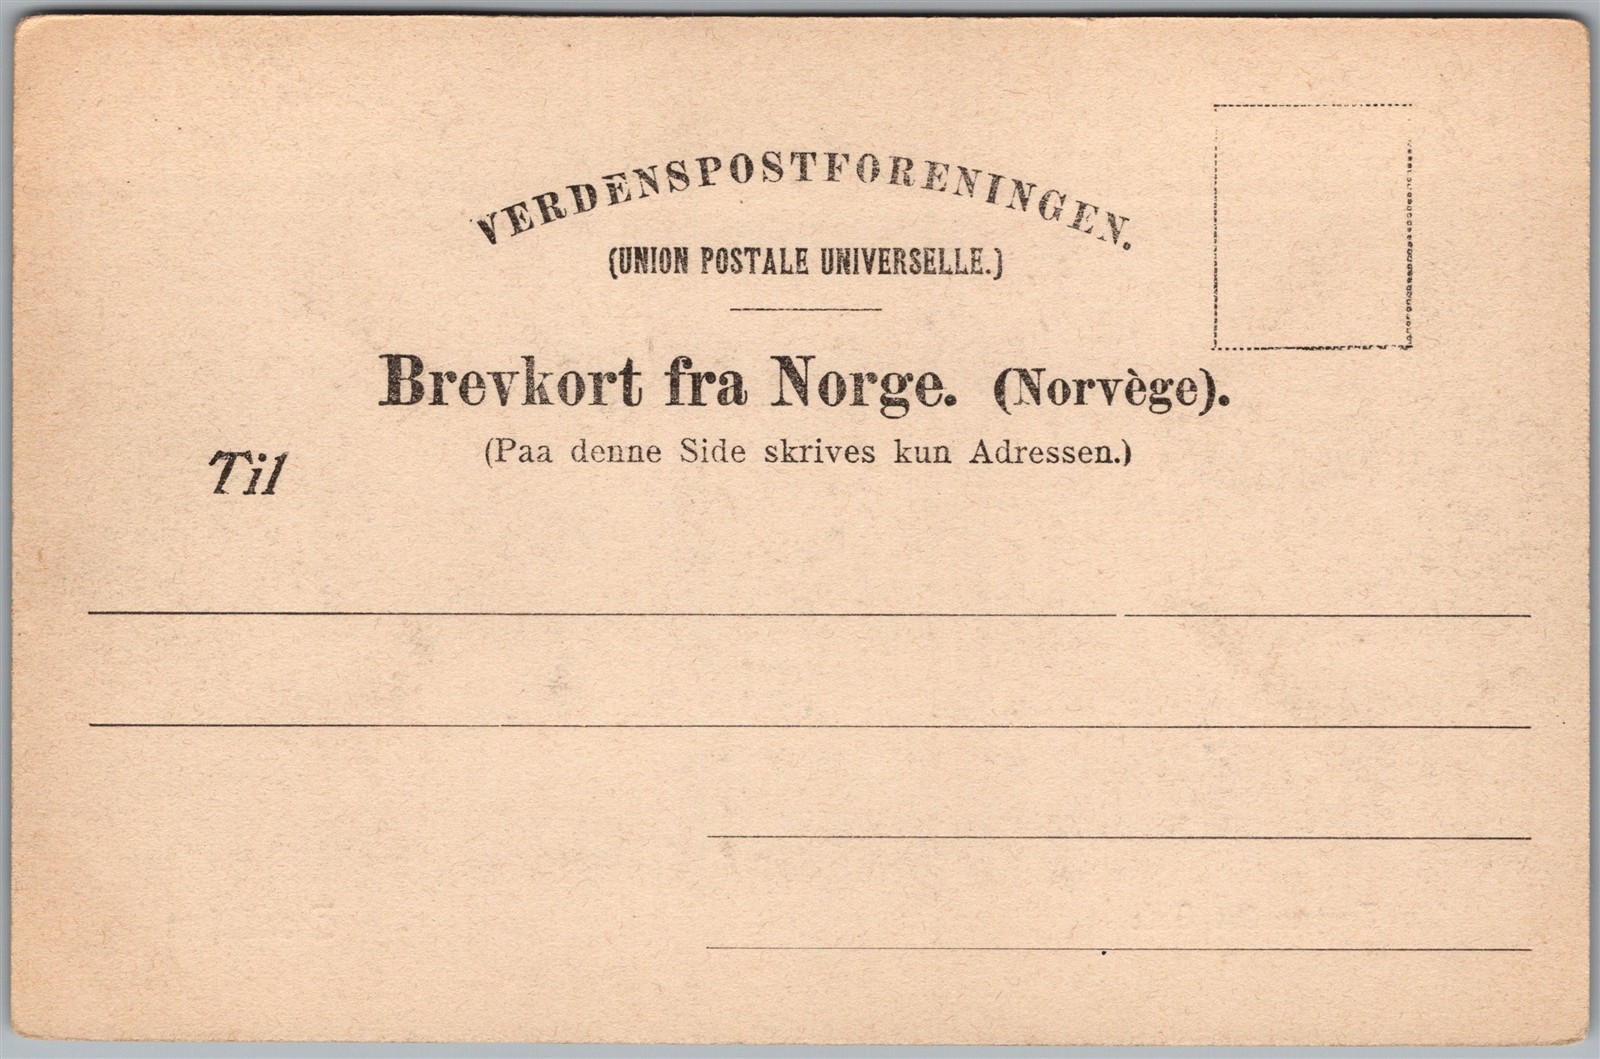 VERDENSPOSTFORENINGEN.
(UNION POSTALE UNIVERSELLE.)
Brevkort fra Norge. (Norvège).
(Paa denne Side skrives kun Adressen.)
Til